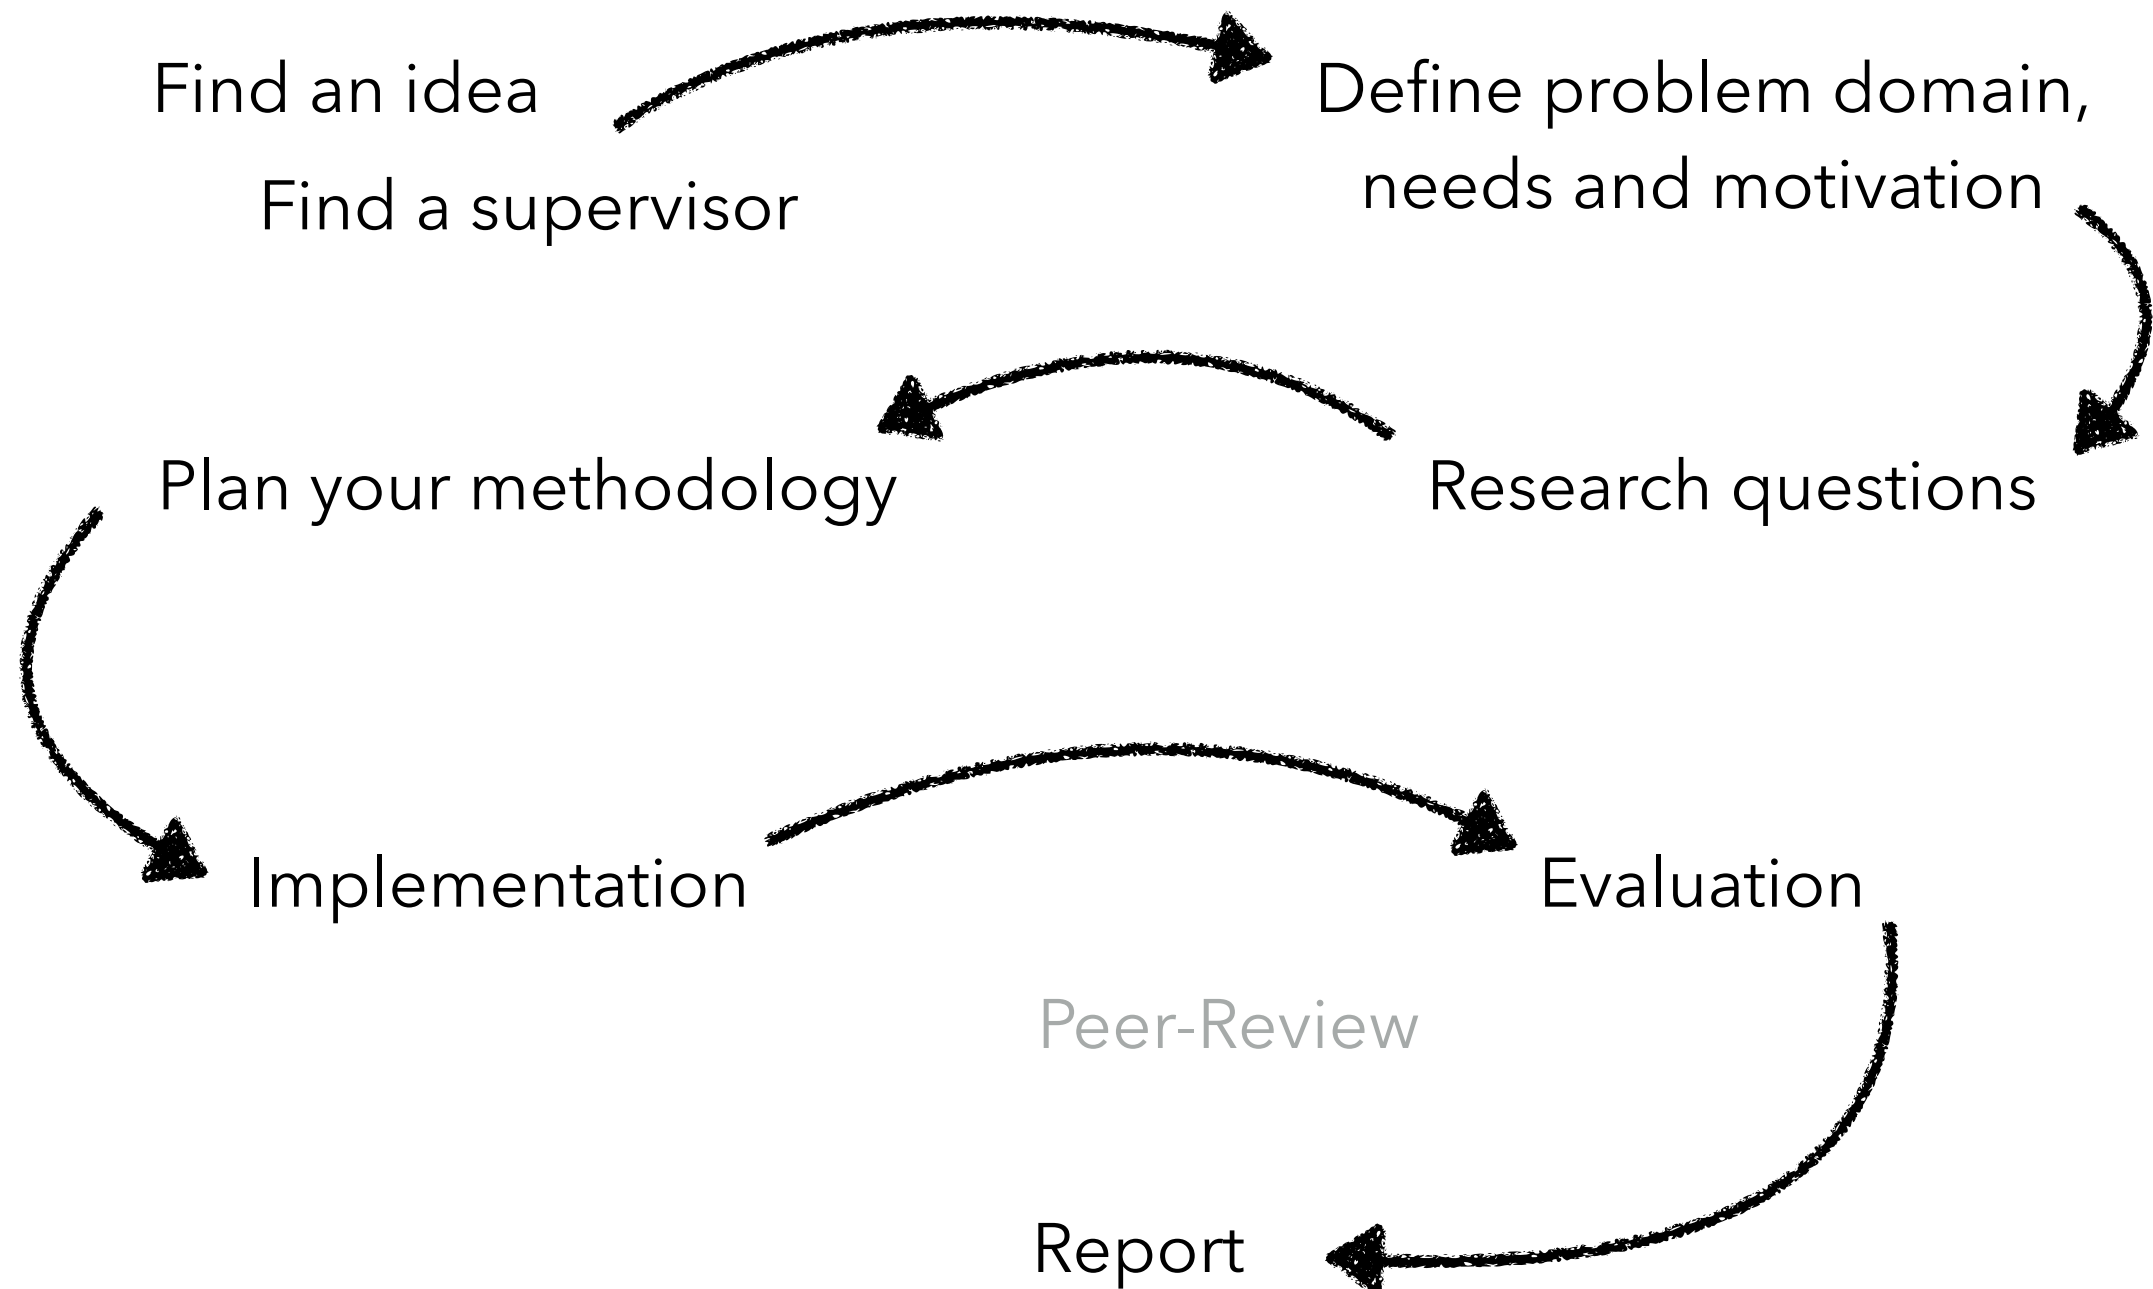 Find an idea
Find a supervisor
Define problem domain,
needs and motivation
Research questions
Plan your methodology
Implementation
Evaluation
Peer-Review
Report